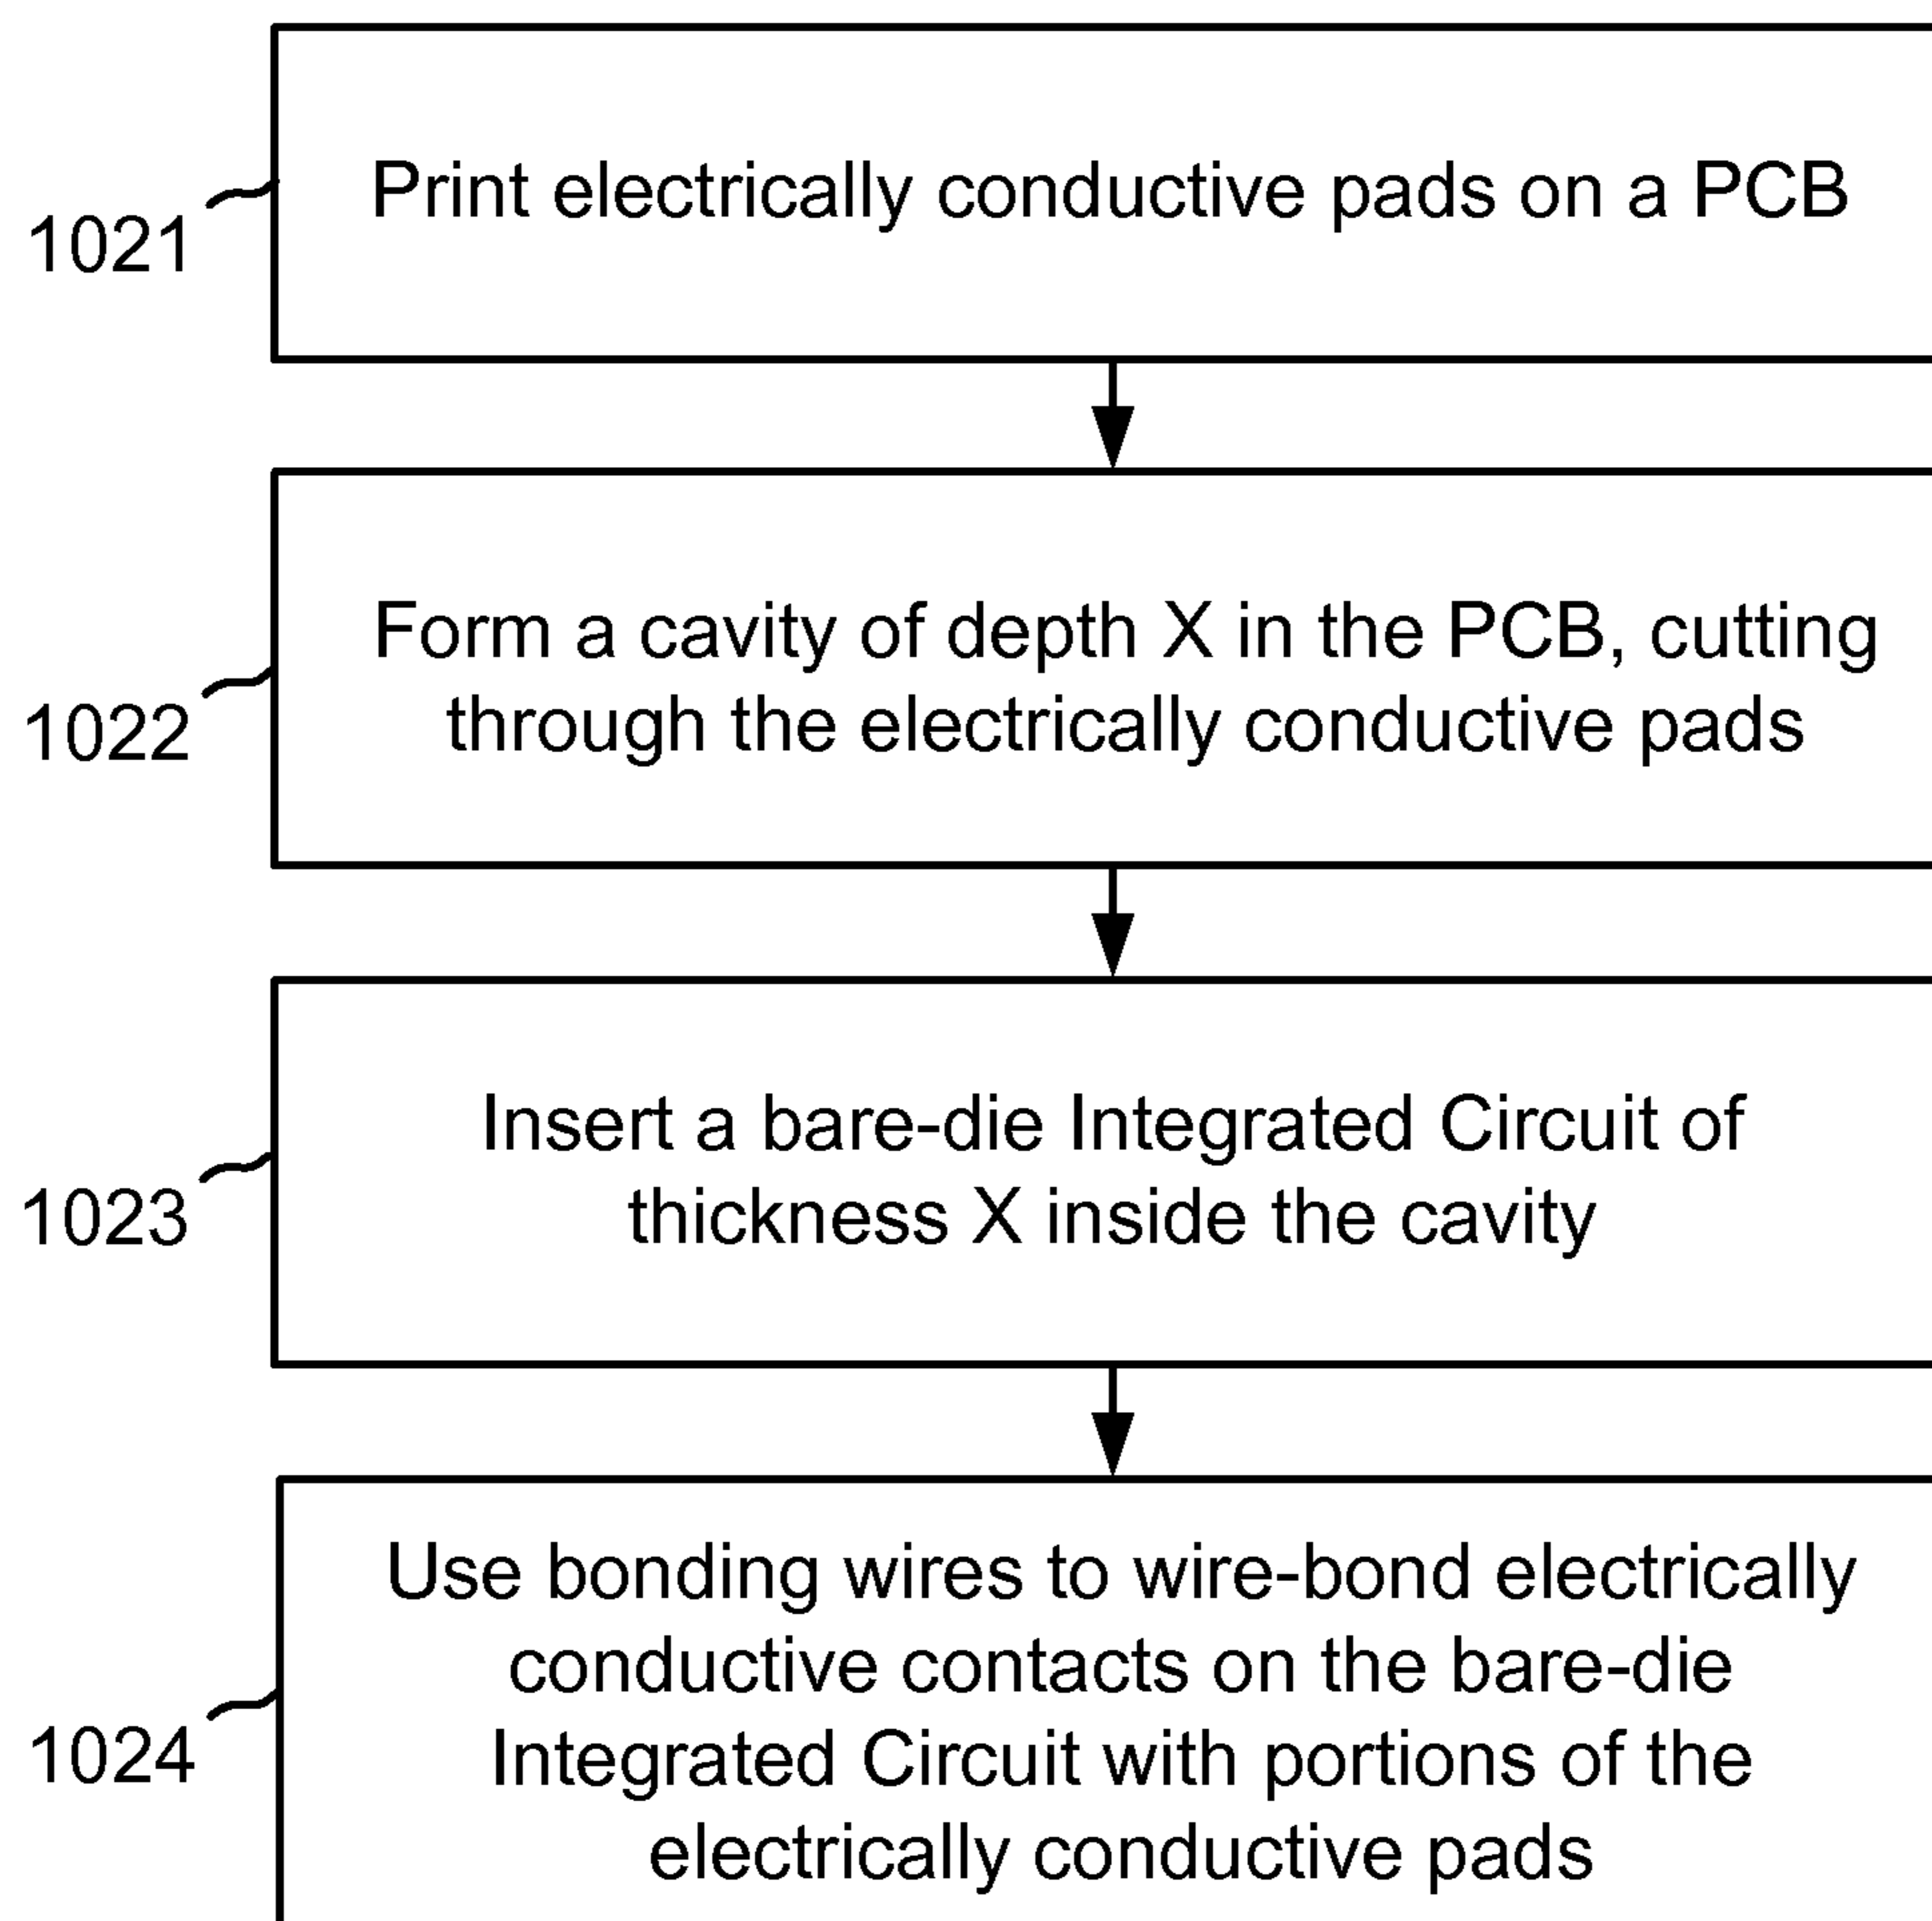 Print electrically conductive pads on a PCB
1021
Form a cavity of depth X in the PCB, cutting
through the electrically conductive pads
1022
Insert a bare-die Integrated Circuit of
thickness X inside the cavity
1023
Use bonding wires to wire-bond electrically
conductive contacts on the bare-die
Integrated Circuit with portions of the
electrically conductive pads
1024